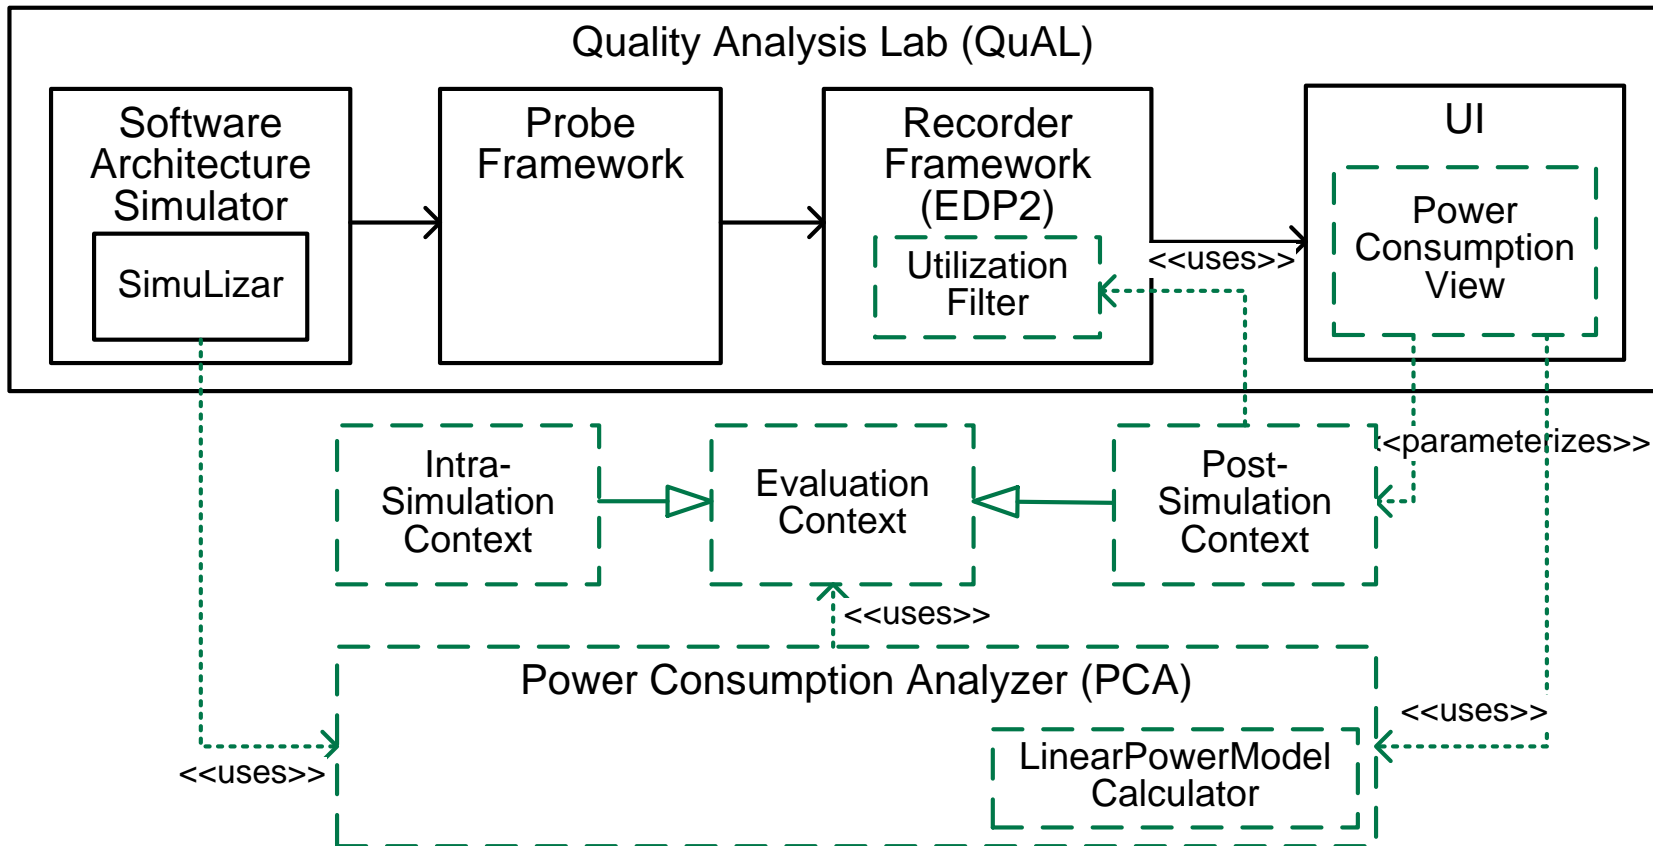 Quality Analysis Lab (QuAL)
Software
Architecture
Simulator
SimuLizar
Probe
Framework
Recorder
Framework
(EDP2)
Utilization
Filter
<<uses>>
UI
Power
Consumption
View
Intra-
Simulation
Context
Evaluation
Context
Post-
Simulation
Context
<<parameterizes>>
<<uses>>
Power Consumption Analyzer (PCA)
LinearPowerModel
Calculator
<<uses>>
<<uses>>